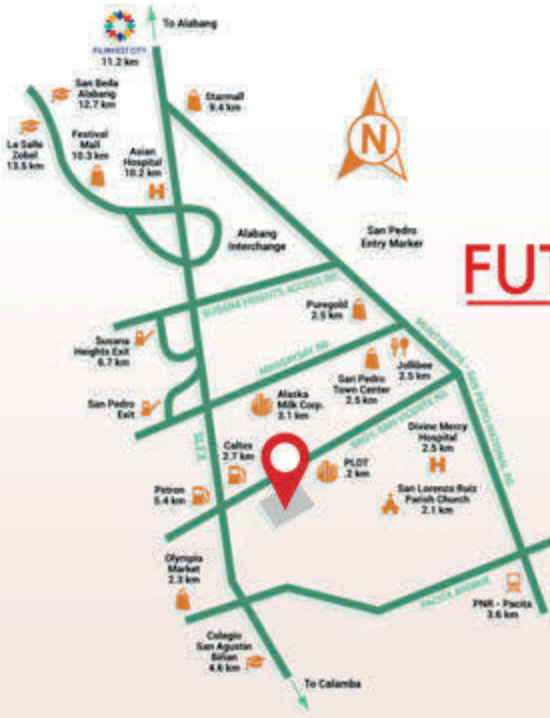 To Alabang
FILINVEST CITY
11.2 km
San Beda
Alabang
12.7 km
Starmall
9.4 km
La Salle
Zobel
13.5 km
Festival
Mall
10.3 km
Asian
Hospital
10.2 km
N
Alabang
Interchange
San Pedro
Entry Marker
FUT
SUSANA HEIGHTS ACCESS RD.
Puregold
2.5 km
Susana
Heights Exit
6.7 km
MAGSAYSAY RD.
MUNTINLUPA - SAN PEDRO NATIONAL RD.
Jollibee
2.5 km
San Pedro
Town Center
2.5 km
San Pedro
Exit
Alaska
Milk Corp.
3.1 km
SLEX
BRGY. SAN VICENTE RD.
Divine Mercy
Hospital
2.5 km
Caltex
2.7 km
PLDT
.2 km
Petron
5.4 km
San Lorenzo Ruiz
Parish Church
2.1 km
Olympia
Market
2.3 km
PACITA AVENUE
PNR - Pacita
3.6 km
Colegio
San Agustin
Biñan
4.6 km
To Calamba